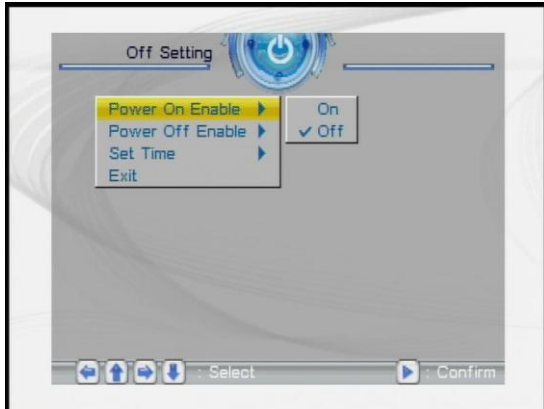 Off Setting
Power On Enable
On
Power Off Enable
✓ Off
Set Time
Exit
: Select
: Confirm